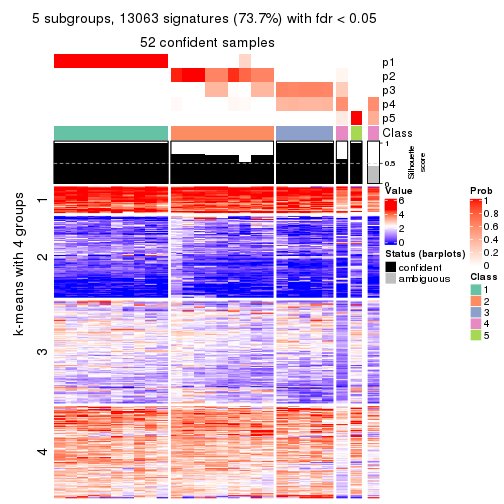 5 subgroups, 13063 signatures (73.7%) with fdr < 0.05
52 confident samples
p1
p2
p3
p4
p5
Class
1
0.5
0
Silhouette
score
k-means with 4 groups
1
2
3
4
Value
6
4
2
0
Status (barplots)
confident
ambiguous
Prob
1
0.8
0.6
0.4
0.2
0
Class
1
2
3
4
5